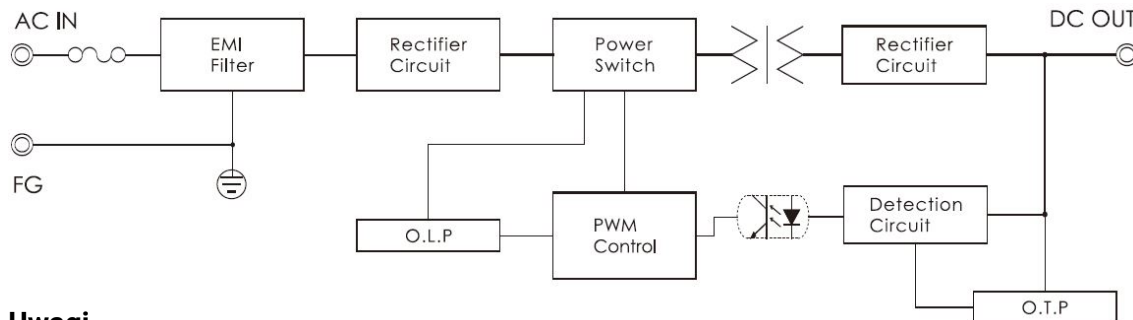 AC IN
DC OUT
EMI
Filter
Rectifier
Circuit
Power
Switch
Rectifier
Circuit
FG
O.L.P
PWM
Control
Detection
Circuit
O.T.P